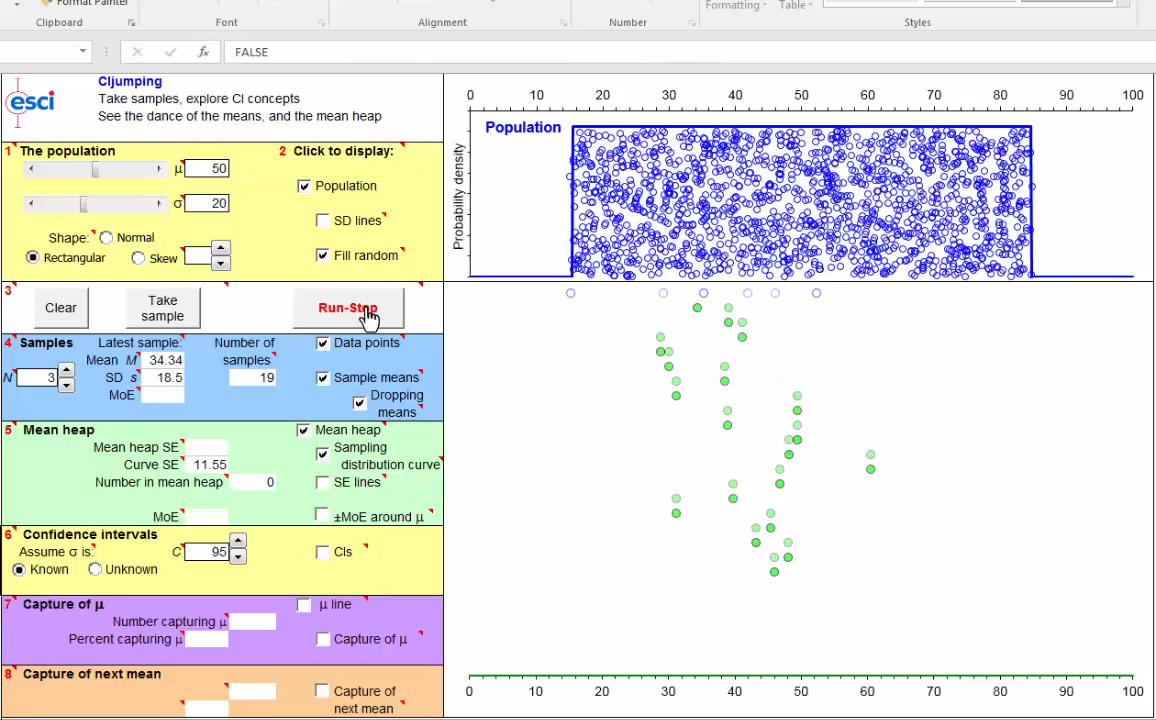 Format Painter
Formatting Table
Clipboard Font Alignment Number Styles
fx FALSE
esci
CIjumping
Take samples, explore CI concepts
See the dance of the means, and the mean heap
1 The population
μ 50
σ 20
Shape: Normal
Rectangular Skew
2 Click to display:
Population
SD lines
Fill random
3 Clear Take sample Run-Stop
4 Samples
Latest sample:
Mean M 34.34
N 3 SD s 18.5
MoE
Number of
samples
19
Data points
Sample means
Dropping
means
5 Mean heap
Mean heap SE
Curve SE 11.55
Number in mean heap 0
MoE
Mean heap
Sampling
distribution curve
SE lines
±MoE around μ
6 Confidence intervals
Assume σ is: C 95
Known Unknown
CIs
7 Capture of μ
Number capturing μ
Percent capturing μ
μ line
Capture of μ
8 Capture of next mean
Capture of
next mean
0 10 20 30 40 50 60 70 80 90 100
Population
Probability density
0 10 20 30 40 50 60 70 80 90 100